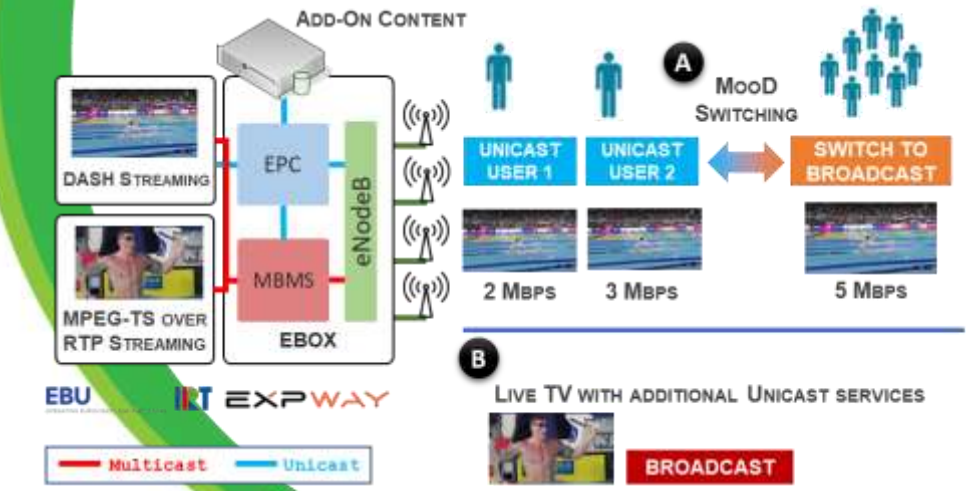 ADD-ON CONTENT
DASH STREAMING
MPEG-TS OVER
RTP STREAMING
EPC
MBMS
eNodeB
EBOX
A
MOOD
SWITCHING
UNICAST
USER 1
UNICAST
USER 2
SWITCH TO
BROADCAST
2 MBPS
3 MBPS
5 MBPS
B
LIVE TV WITH ADDITIONAL UNICAST SERVICES
BROADCAST
EBU
IRT
EXPWAY
Multicast
Unicast